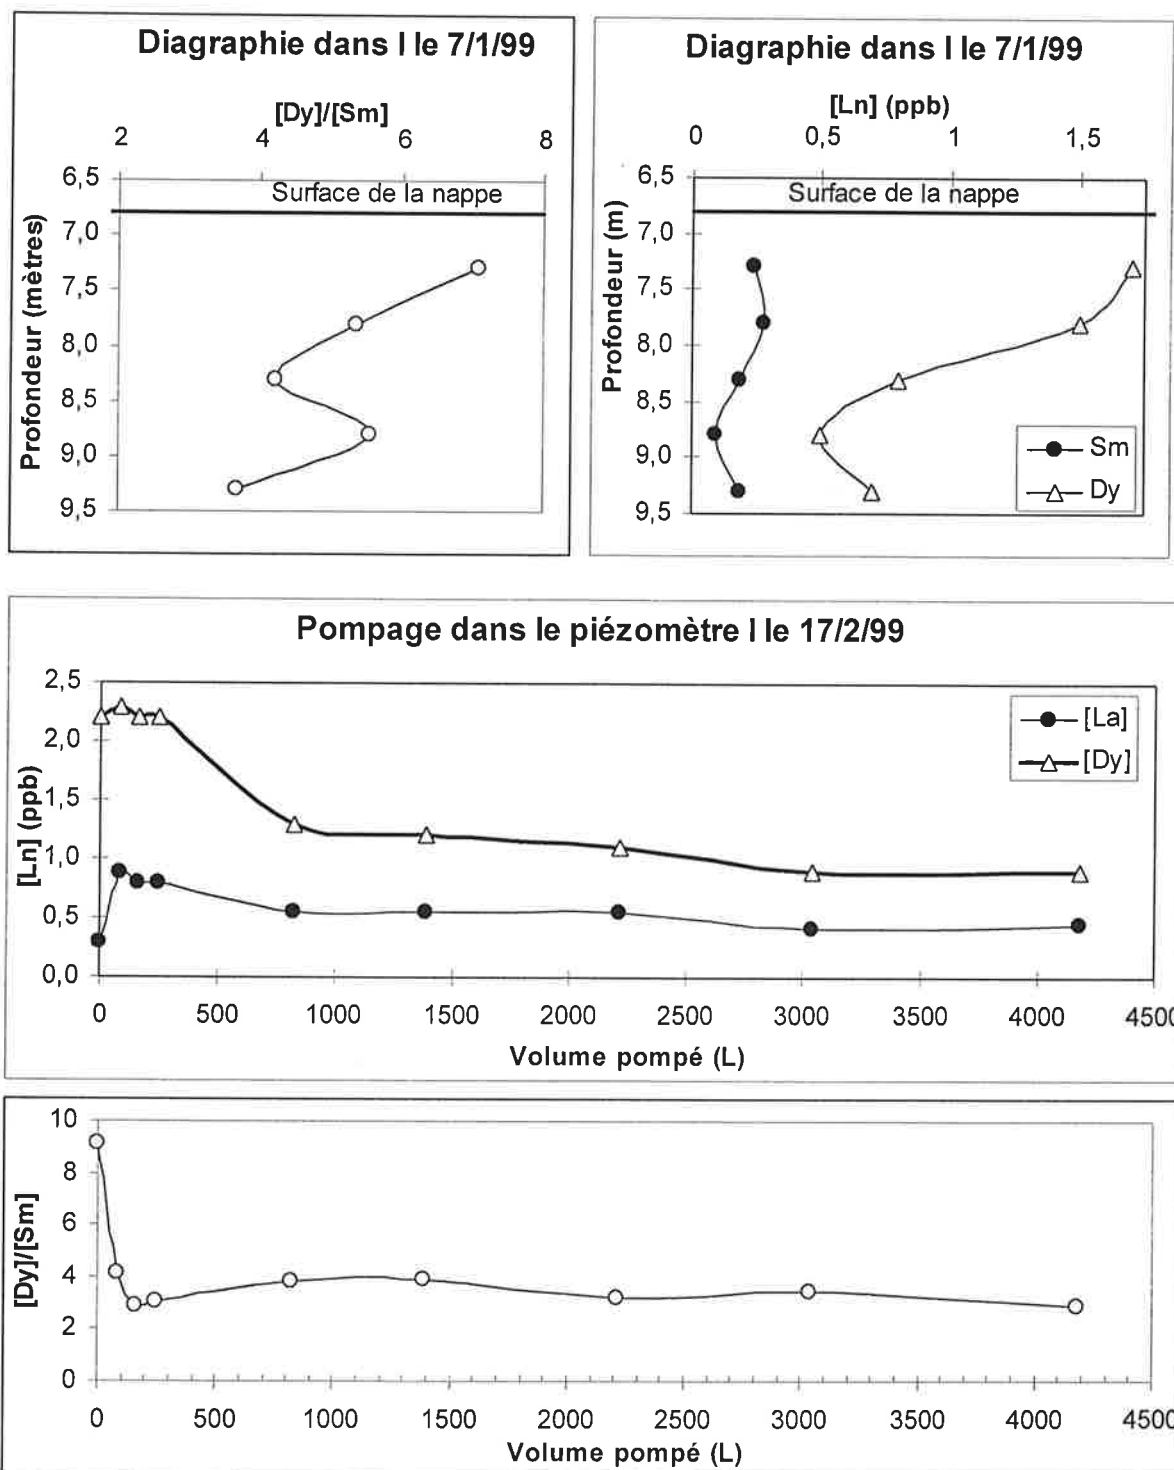 Diagraphie dans I le 7/1/99
[Dy]/[Sm]
2 4 6 8
Profondeur (mètres)
6,5
Surface de la nappe
7,0
7,5
8,0
8,5
9,0
9,5
Diagraphie dans I le 7/1/99
[Ln] (ppb)
0 0,5 1 1,5
Profondeur (m)
6,5
Surface de la nappe
7,0
7,5
8,0
8,5
9,0
9,5
Sm
Dy
Pompage dans le piézomètre I le 17/2/99
[Ln] (ppb)
2,5
2,0
1,5
1,0
0,5
0,0
[La]
[Dy]
0 500 1000 1500 2000 2500 3000 3500 4000 4500
Volume pompé (L)
[Dy]/[Sm]
10
8
6
4
2
0
0 500 1000 1500 2000 2500 3000 3500 4000 4500
Volume pompé (L)